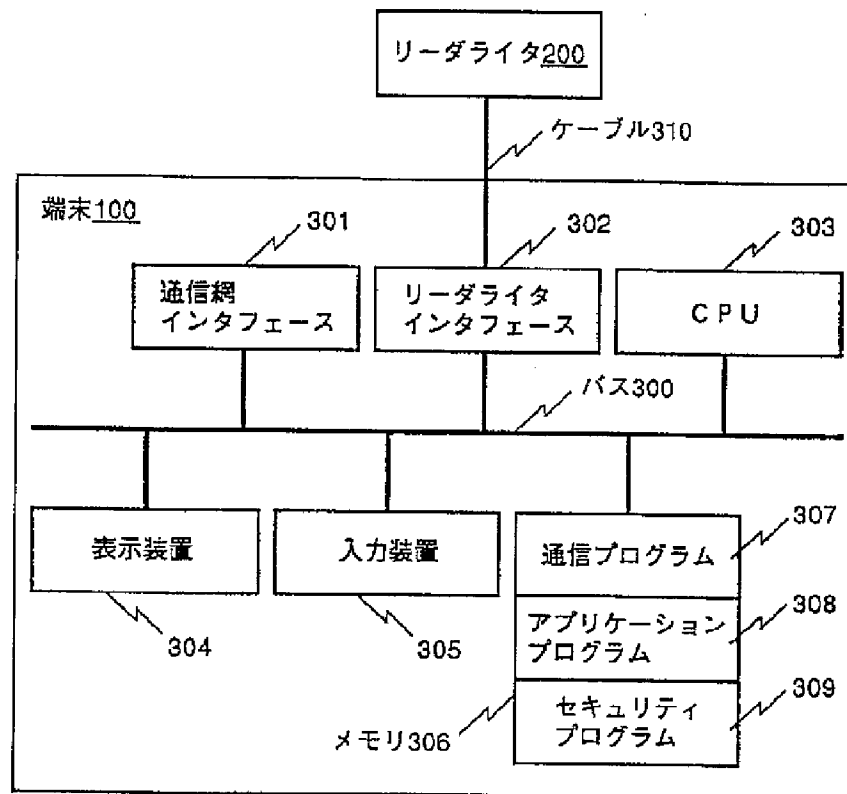 リーダライタ200
ケーブル310
端末100
301
302
303
通信網
インタフェース
リーダライタ
インタフェース
CPU
バス300
表示装置
入力装置
通信プログラム
307
アプリケーション
プログラム
308
セキュリティ
プログラム
309
304
305
メモリ306